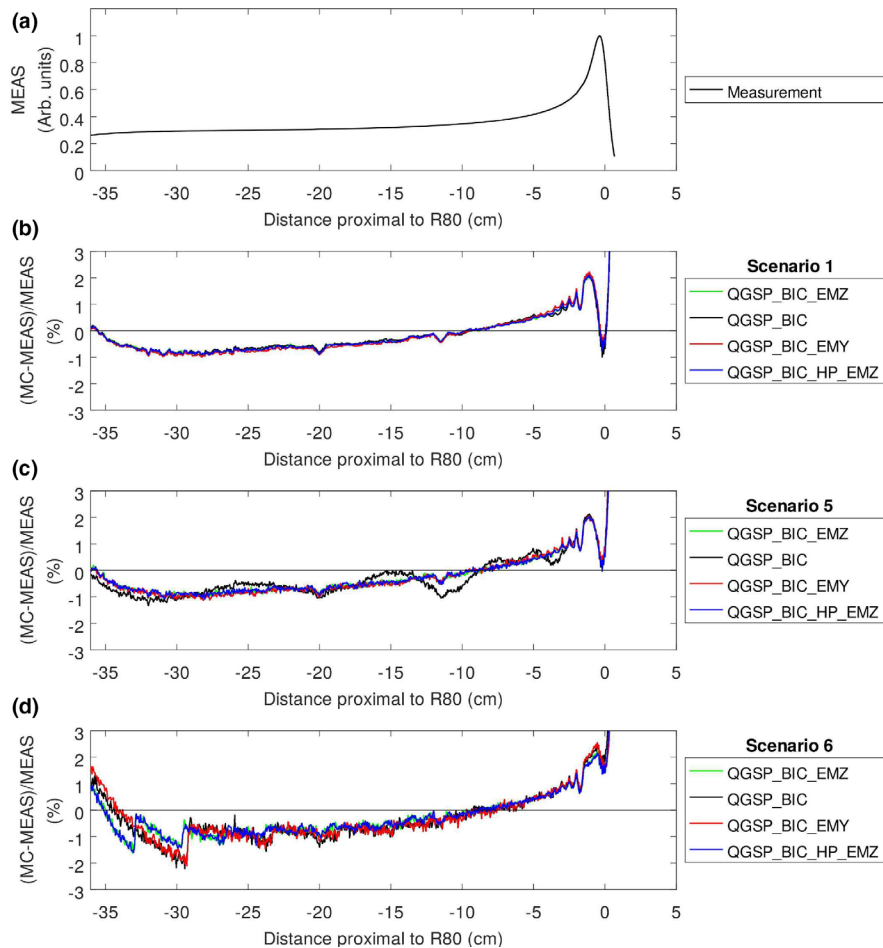 (a)
MEAS
(Arb. units)
1
0.8
0.6
0.4
0.2
0
-35 -30 -25 -20 -15 -10 -5 0 5
Distance proximal to R80 (cm)
Measurement
(b)
(MC-MEAS)/MEAS
(%)
3
2
1
0
-1
-2
-3
-35 -30 -25 -20 -15 -10 -5 0 5
Distance proximal to R80 (cm)
Scenario 1
QGSP_BIC_EMZ
QGSP_BIC
QGSP_BIC_EMY
QGSP_BIC_HP_EMZ
(c)
(MC-MEAS)/MEAS
(%)
3
2
1
0
-1
-2
-3
-35 -30 -25 -20 -15 -10 -5 0 5
Distance proximal to R80 (cm)
Scenario 5
QGSP_BIC_EMZ
QGSP_BIC
QGSP_BIC_EMY
QGSP_BIC_HP_EMZ
(d)
(MC-MEAS)/MEAS
(%)
3
2
1
0
-1
-2
-3
-35 -30 -25 -20 -15 -10 -5 0 5
Distance proximal to R80 (cm)
Scenario 6
QGSP_BIC_EMZ
QGSP_BIC
QGSP_BIC_EMY
QGSP_BIC_HP_EMZ